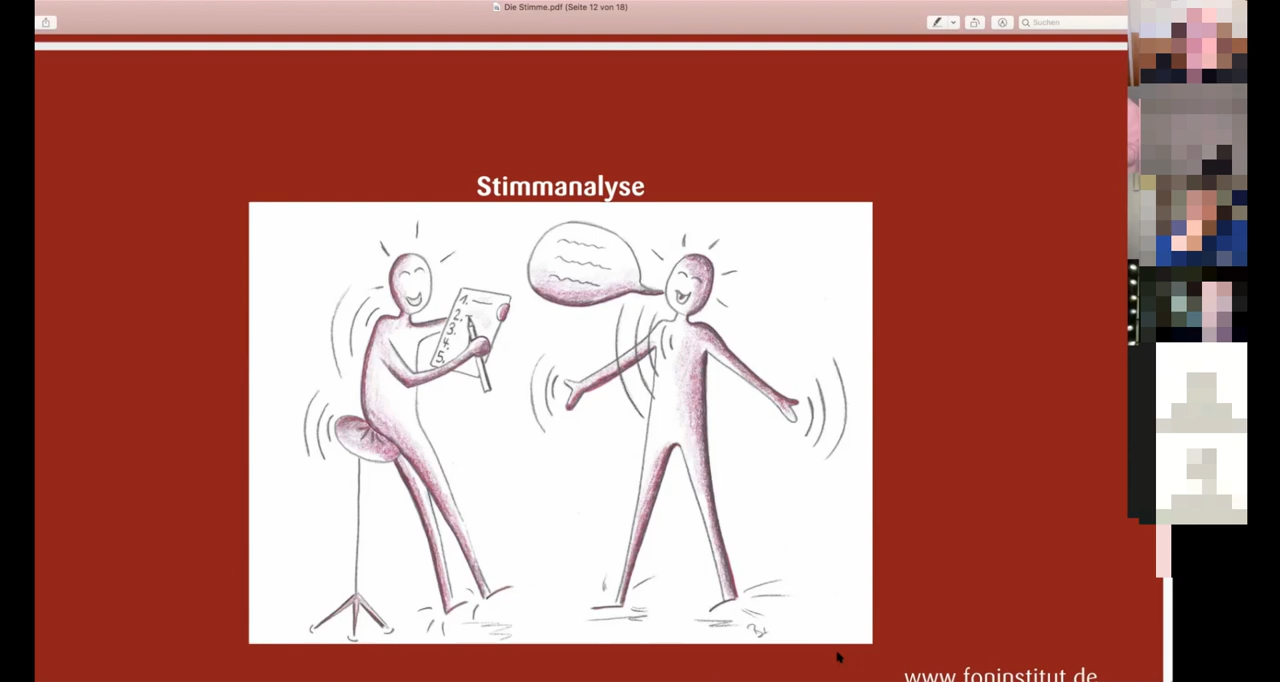 Die Stimme.pdf (Seite 12 von 18)
Suchen
Stimmanalyse
1.
2.
3.
4.
5.
www.foninstitut.de